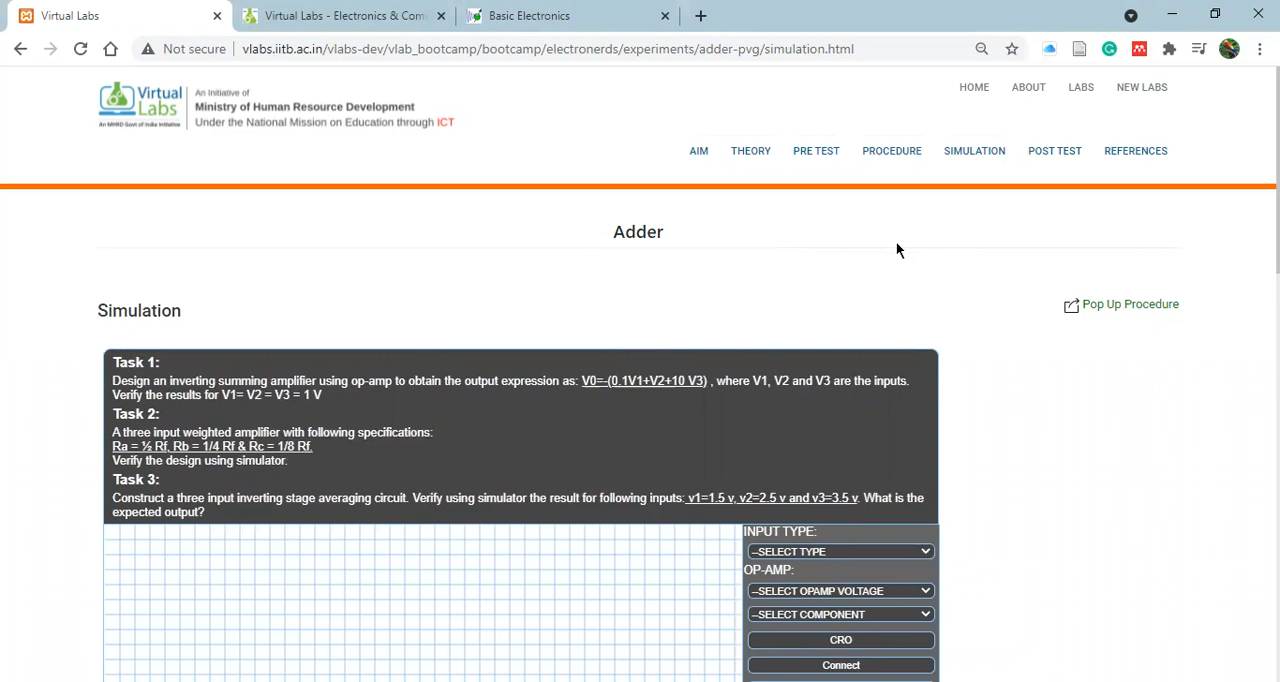 Virtual Labs
Virtual Labs - Electronics & Com
Basic Electronics
Not secure
vlabs.iitb.ac.in/vlabs-dev/vlab_bootcamp/bootcamp/electronerds/experiments/adder-pvg/simulation.html
Virtual
Labs
An MHRD Govt of India Initiative
An Initiative of
Ministry of Human Resource Development
Under the National Mission on Education through ICT
HOME ABOUT LABS NEW LABS
AIM THEORY PRE TEST PROCEDURE SIMULATION POST TEST REFERENCES
Adder
Simulation
Pop Up Procedure
Task 1:
Design an inverting summing amplifier using op-amp to obtain the output expression as: V0=-(0.1V1+V2+10 V3) , where V1, V2 and V3 are the inputs.
Verify the results for V1= V2 = V3 = 1 V
Task 2:
A three input weighted amplifier with following specifications:
Ra = ½ Rf, Rb = 1/4 Rf & Rc = 1/8 Rf.
Verify the design using simulator.
Task 3:
Construct a three input inverting stage averaging circuit. Verify using simulator the result for following inputs: v1=1.5 v, v2=2.5 v and v3=3.5 v. What is the
expected output?
INPUT TYPE:
--SELECT TYPE
OP-AMP:
--SELECT OPAMP VOLTAGE
--SELECT COMPONENT
CRO
Connect